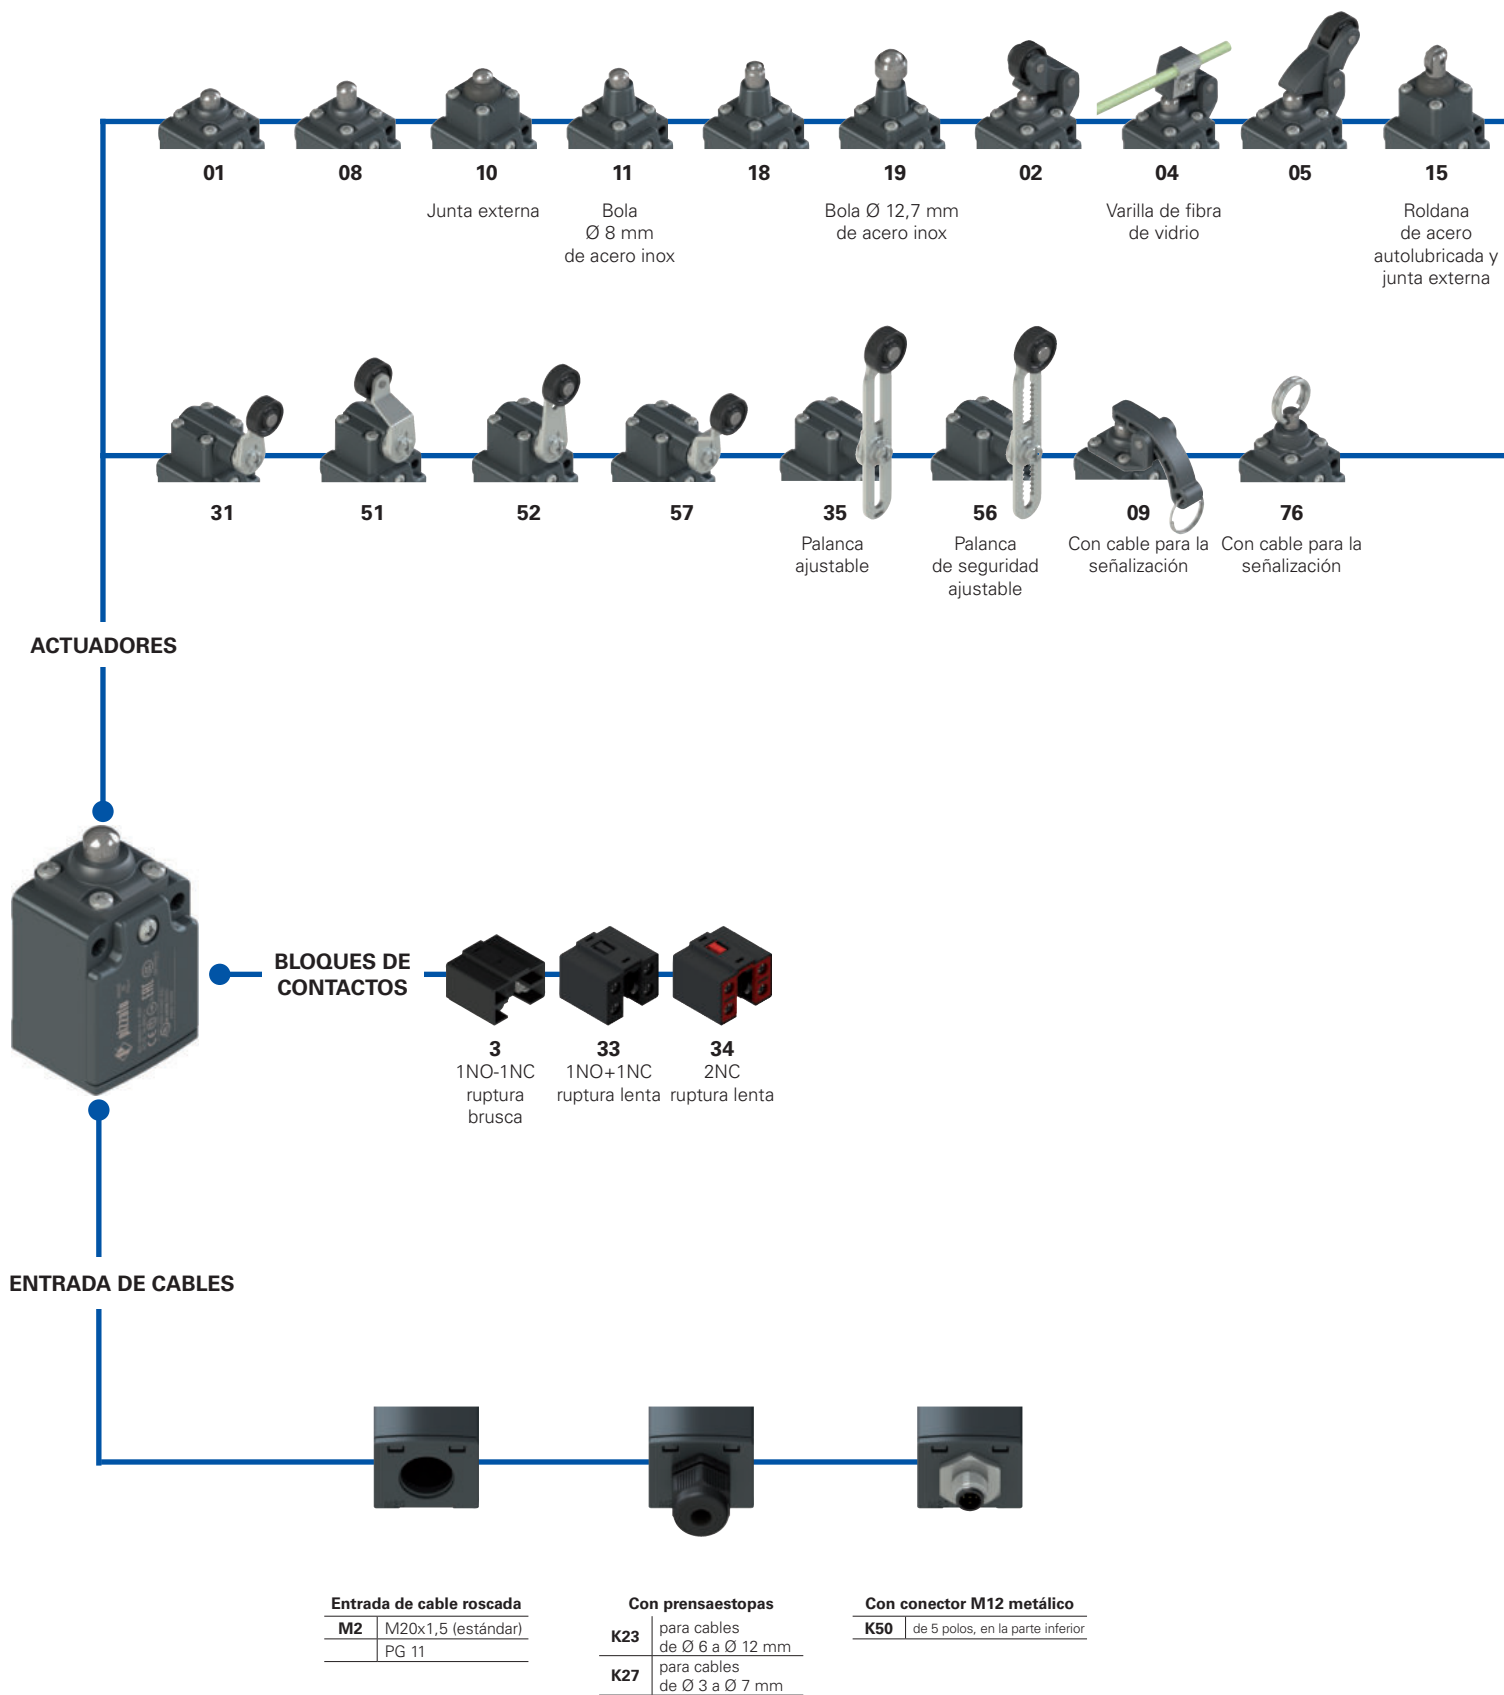 01 08 10 11 18 19 02 04 05 15
Junta externa
Bola
Ø 8 mm
de acero inox
Bola Ø 12,7 mm
de acero inox
Varilla de fibra
de vidrio
Roldana
de acero
autolubricada y
junta externa
31 51 52 57 35 56 09 76
Palanca
ajustable
Palanca
de seguridad
ajustable
Con cable para la
señalización
Con cable para la
señalización
ACTUADORES
pizzato
BLOQUES DE
CONTACTOS
3
1NO-1NC
ruptura
brusca
33
1NO+1NC
ruptura lenta
34
2NC
ruptura lenta
ENTRADA DE CABLES
Entrada de cable roscada
M2 M20x1,5 (estándar)
PG 11
Con prensaestopas
K23 para cables
de Ø 6 a Ø 12 mm
K27 para cables
de Ø 3 a Ø 7 mm
Con conector M12 metálico
K50 de 5 polos, en la parte inferior